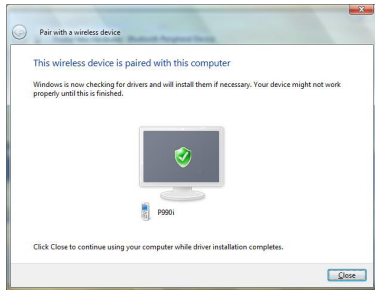 Pair with a wireless device
This wireless device is paired with this computer
Windows is now checking for drivers and will install them if necessary. Your device might not work
properly until this is finished.
P990i
Click Close to continue using your computer while driver installation completes.
Close